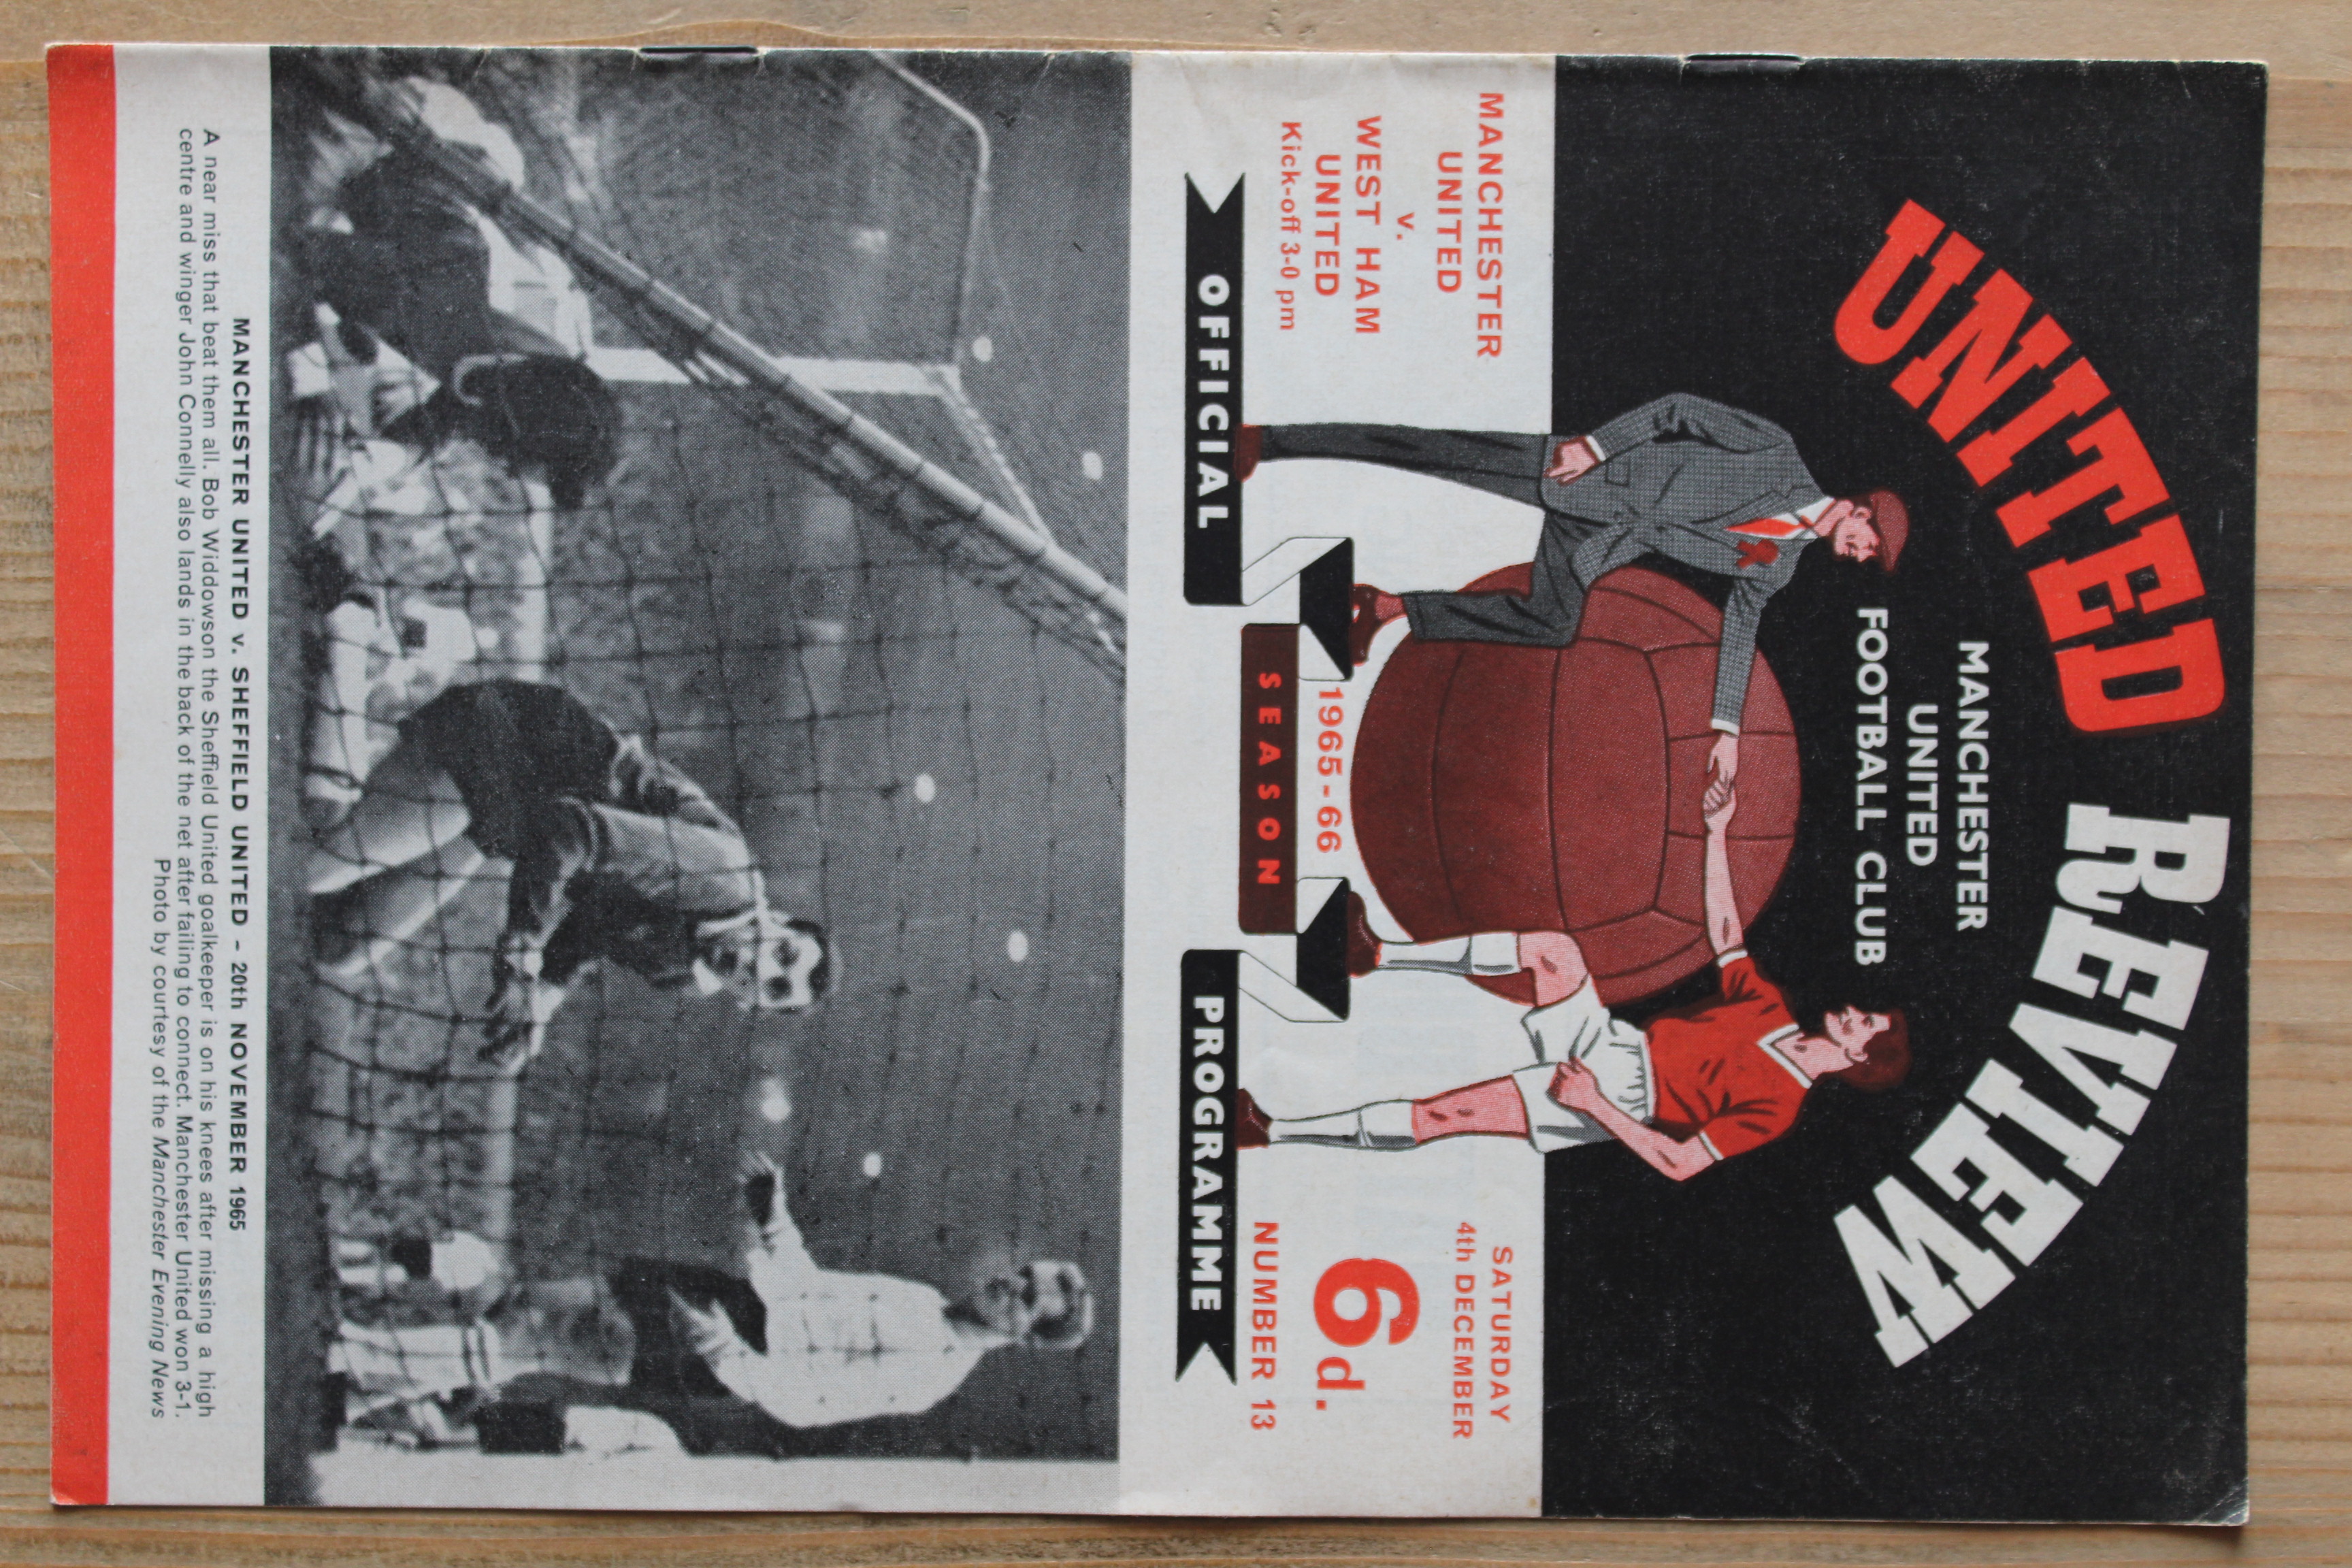 UNITED REVIEW
MANCHESTER
UNITED
FOOTBALL CLUB
MANCHESTER
UNITED
v.
WEST HAM
UNITED
Kick-off 3-0 pm
SATURDAY
4th DECEMBER
6d.
NUMBER 13
1965-66
SEASON
OFFICIAL
PROGRAMME
MANCHESTER UNITED v. SHEFFIELD UNITED - 20th NOVEMBER 1965
A near miss that beat them all. Bob Widdowson the Sheffield United goalkeeper is on his knees after missing a high
centre and winger John Connelly also lands in the back of the net after failing to connect. Manchester United won 3-1.
Photo by courtesy of the Manchester Evening News